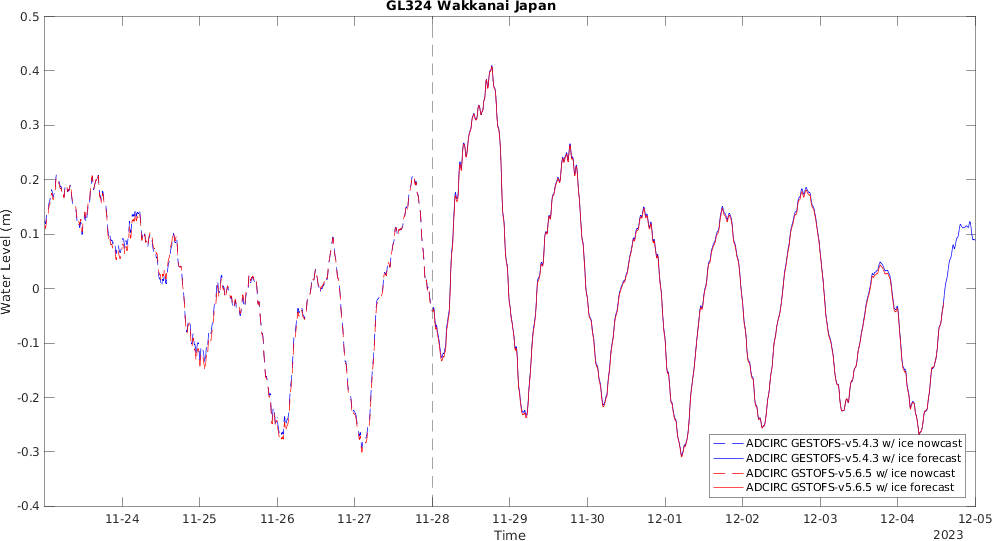 GL324 Wakkanai Japan
0.5
0.4
0.3
0.2
0.1
0
-0.1
-0.2
-0.3
-0.4
Water Level (m)
ADCIRC GESTOFS-v5.4.3 w/ ice nowcast
ADCIRC GESTOFS-v5.4.3 w/ ice forecast
ADCIRC GSTOFS-v5.6.5 w/ ice nowcast
ADCIRC GSTOFS-v5.6.5 w/ ice forecast
11-24 11-25 11-26 11-27 11-28 11-29 11-30 12-01 12-02 12-03 12-04 12-05
Time
2023